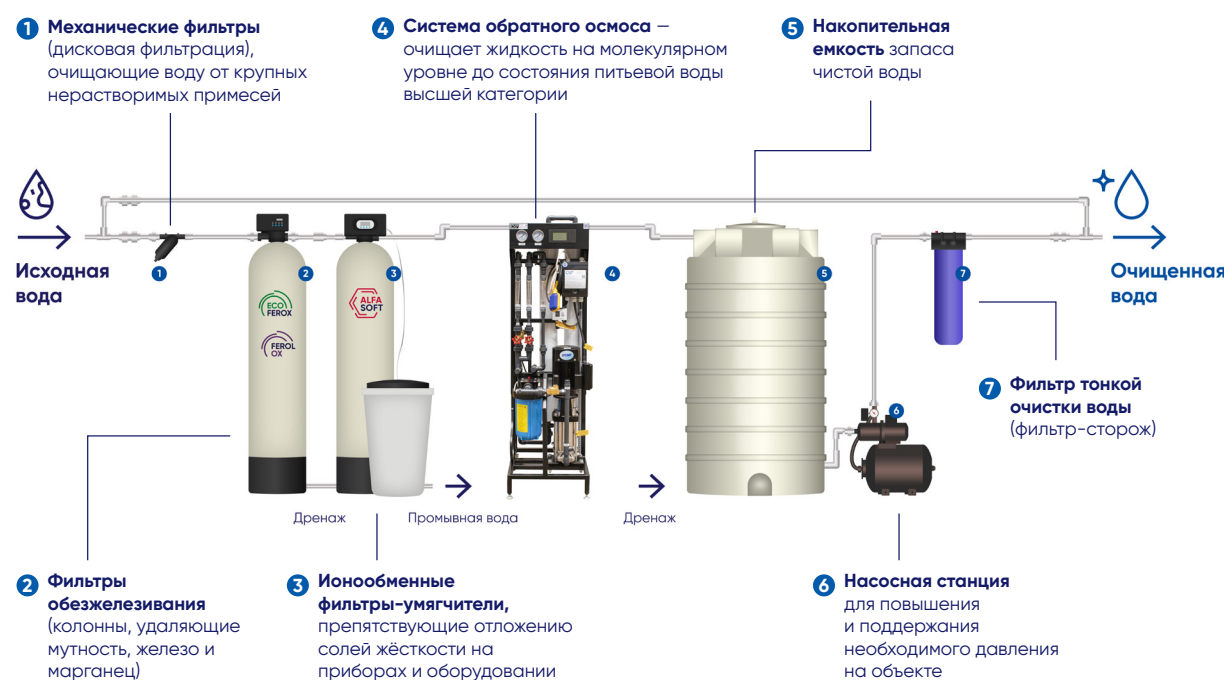 1 Механические фильтры
(дисковая фильтрация),
очищающие воду от крупных
нерастворимых примесей
4 Система обратного осмоса —
очищает жидкость на молекулярном
уровне до состояния питьевой воды
высшей категории
5 Накопительная
емкость запаса
чистой воды
Исходная
вода
1
2
ECO
FEROX
FEROL
OX
3
ALFA
SOFT
4
5
6
7
Очищенная
вода
7 Фильтр тонкой
очистки воды
(фильтр-сторож)
Дренаж
Промывная вода
Дренаж
2 Фильтры
обезжелезивания
(колонны, удаляющие
мутность, железо и
марганец)
3 Ионообменные
фильтры-умягчители,
препятствующие отложению
солей жёсткости на
приборах и оборудовании
6 Насосная станция
для повышения
и поддержания
необходимого давления
на объекте